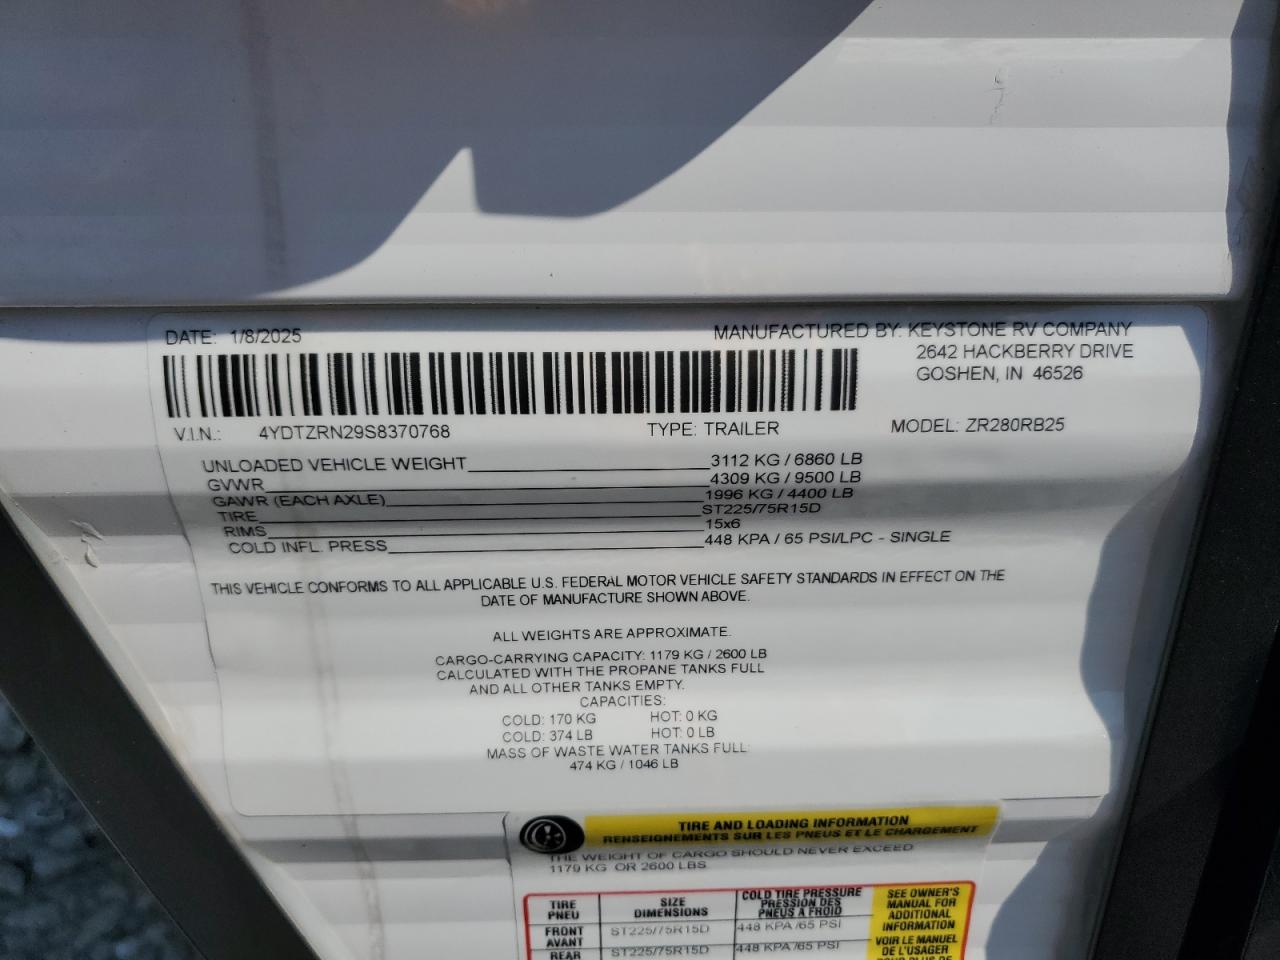 DATE: 1/8/2025 MANUFACTURED BY: KEYSTONE RV COMPANY
2642 HACKBERRY DRIVE
GOSHEN, IN 46526
V.I.N.: 4YDTZRN29S8370768 TYPE: TRAILER MODEL: ZR280RB25
UNLOADED VEHICLE WEIGHT 3112 KG / 6860 LB
GVWR 4309 KG / 9500 LB
GAWR (EACH AXLE) 1996 KG / 4400 LB
TIRE ST225/75R15D
RIMS 15x6
COLD INFL. PRESS 448 KPA / 65 PSI/LPC - SINGLE
THIS VEHICLE CONFORMS TO ALL APPLICABLE U.S. FEDERAL MOTOR VEHICLE SAFETY STANDARDS IN EFFECT ON THE
DATE OF MANUFACTURE SHOWN ABOVE.
ALL WEIGHTS ARE APPROXIMATE.
CARGO-CARRYING CAPACITY: 1179 KG / 2600 LB
CALCULATED WITH THE PROPANE TANKS FULL
AND ALL OTHER TANKS EMPTY.
CAPACITIES:
COLD: 170 KG HOT: 0 KG
COLD: 374 LB HOT: 0 LB
MASS OF WASTE WATER TANKS FULL:
474 KG / 1046 LB
TIRE AND LOADING INFORMATION
RENSEIGNEMENTS SUR LES PNEUS ET LE CHARGEMENT
THE WEIGHT OF CARGO SHOULD NEVER EXCEED
1179 KG OR 2600 LBS
TIRE
PNEU
SIZE
DIMENSIONS
COLD TIRE PRESSURE
PRESSION DES
PNEUS A FROID
SEE OWNER'S
MANUAL FOR
ADDITIONAL
INFORMATION
FRONT
AVANT
ST225/75R15D
448 KPA /65 PSI
VOIR LE MANUEL
DE L'USAGER
POUR PLUS DE
REAR
ST225/75R15D
448 KPA /65 PSI